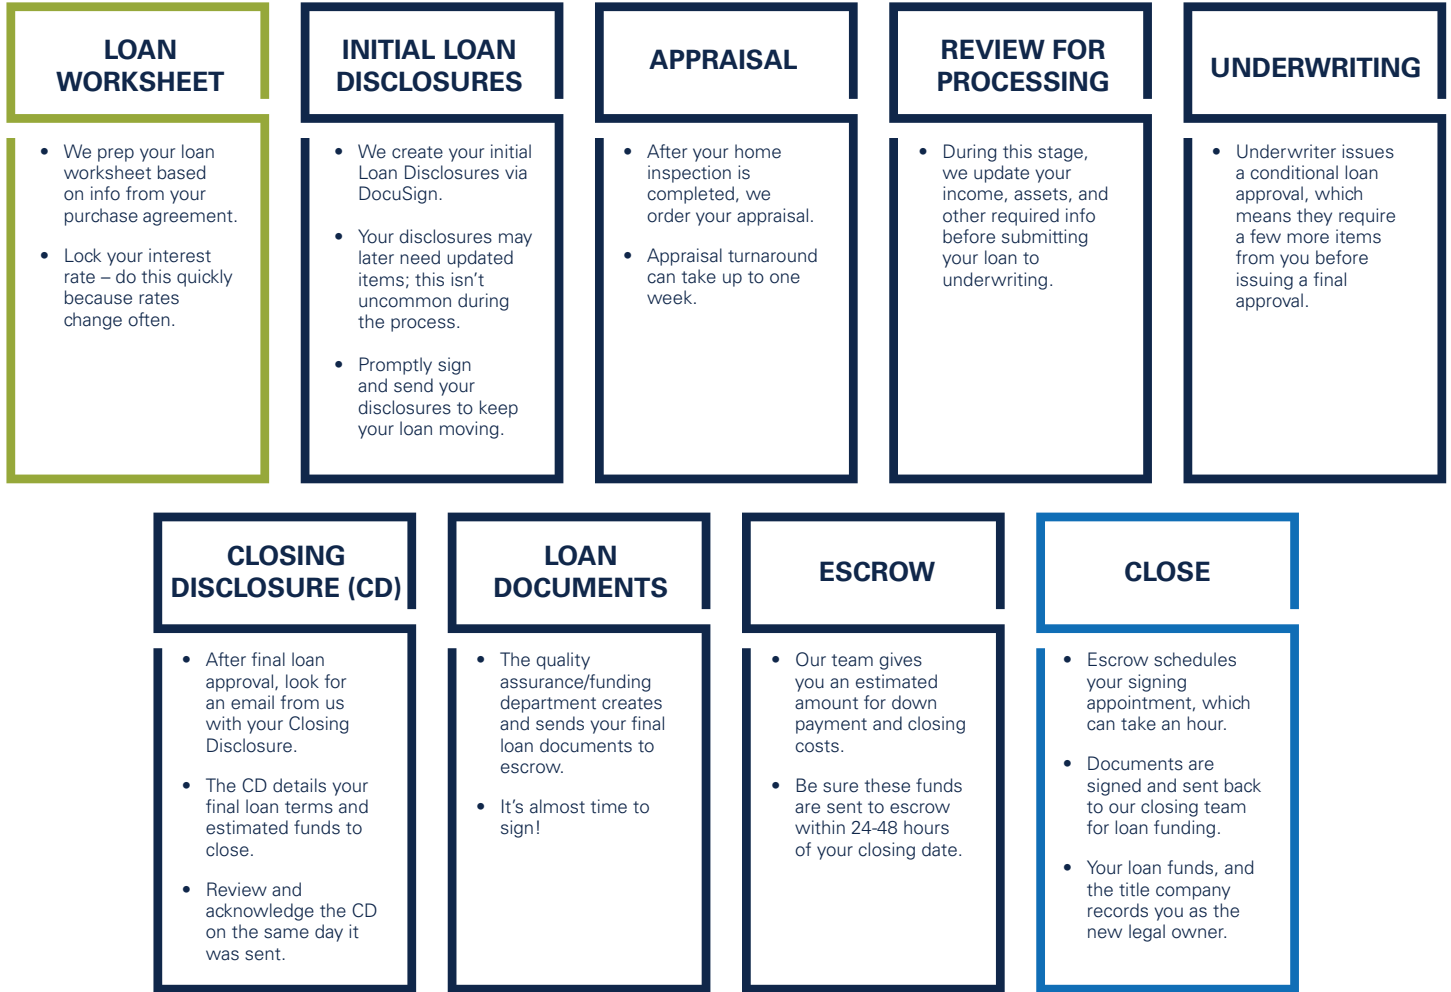 LOAN
WORKSHEET
• We prep your loan
worksheet based
on info from your
purchase agreement.
• Lock your interest
rate – do this quickly
because rates
change often.
INITIAL LOAN
DISCLOSURES
• We create your initial
Loan Disclosures via
DocuSign.
• Your disclosures may
later need updated
items; this isn't
uncommon during
the process.
• Promptly sign
and send your
disclosures to keep
your loan moving.
APPRAISAL
• After your home
inspection is
completed, we
order your appraisal.
• Appraisal turnaround
can take up to one
week.
REVIEW FOR
PROCESSING
• During this stage,
we update your
income, assets, and
other required info
before submitting
your loan to
underwriting.
UNDERWRITING
• Underwriter issues
a conditional loan
approval, which
means they require
a few more items
from you before
issuing a final
approval.
CLOSING
DISCLOSURE (CD)
• After final loan
approval, look for
an email from us
with your Closing
Disclosure.
• The CD details your
final loan terms and
estimated funds to
close.
• Review and
acknowledge the CD
on the same day it
was sent.
LOAN
DOCUMENTS
• The quality
assurance/funding
department creates
and sends your final
loan documents to
escrow.
• It's almost time to
sign!
ESCROW
• Our team gives
you an estimated
amount for down
payment and closing
costs.
• Be sure these funds
are sent to escrow
within 24-48 hours
of your closing date.
CLOSE
• Escrow schedules
your signing
appointment, which
can take an hour.
• Documents are
signed and sent back
to our closing team
for loan funding.
• Your loan funds, and
the title company
records you as the
new legal owner.